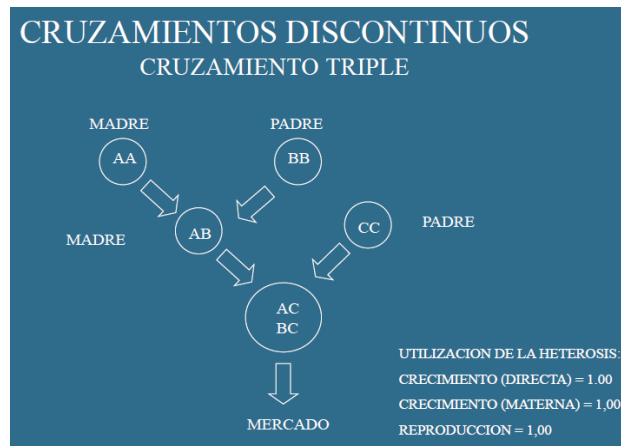 CRUZAMIENTOS DISCONTINUOS
CRUZAMIENTO TRIPLE
MADRE
PADRE
AA
BB
MADRE
AB
CC
PADRE
AC
BC
UTILIZACION DE LA HETEROSIS:
CRECIMIENTO (DIRECTA) = 1.00
CRECIMIENTO (MATERNA) = 1,00
MERCADO
REPRODUCCION = 1,00